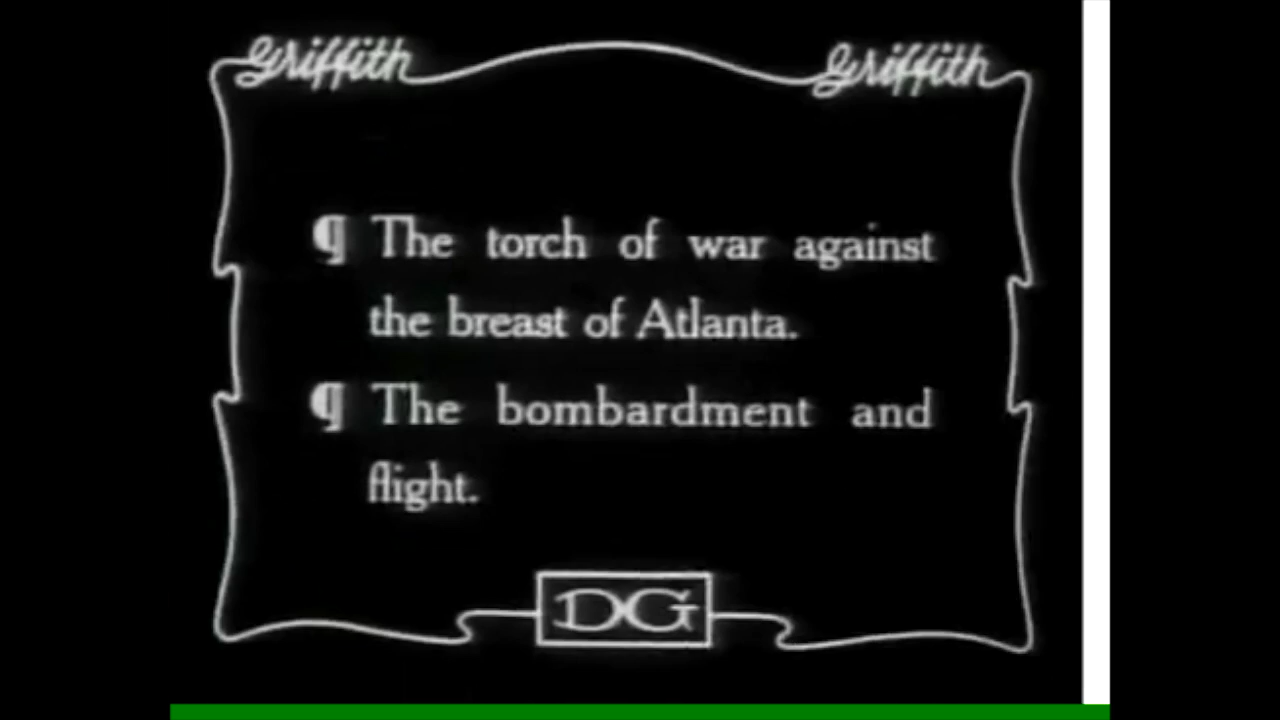 Griffith Griffith
¶ The torch of war against
the breast of Atlanta.
¶ The bombardment and
flight.
DG